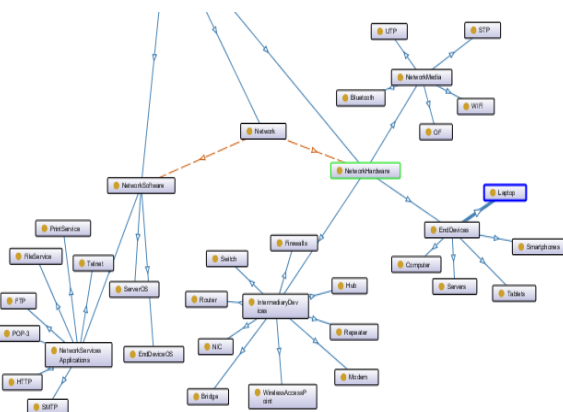 UTP
STP
NetworkMedia
Bluetooth
WiFi
OF
Network
NetworkHardware
NetworkSoftware
Laptop
PrintService
EndDevices
Firewalls
Smartphones
FileService
Telnet
Switch
Computer
ServerOS
Hub
Servers
Tablets
FTP
Router
IntermediaryDev
ices
POP-3
Repeater
NetworkServices
Applications
EndDeviceOS
NIC
HTTP
Modem
Bridge
WirelessAccessP
oint
SMTP